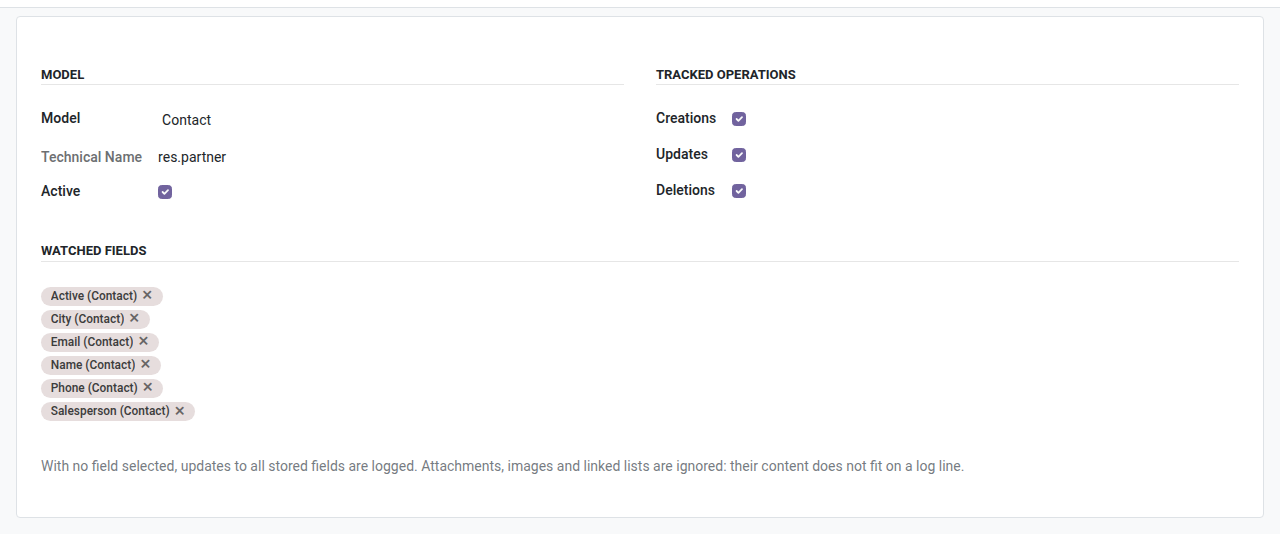 MODEL
Model Contact
Technical Name res.partner
Active
TRACKED OPERATIONS
Creations
Updates
Deletions
WATCHED FIELDS
Active (Contact) ✕
City (Contact) ✕
Email (Contact) ✕
Name (Contact) ✕
Phone (Contact) ✕
Salesperson (Contact) ✕
With no field selected, updates to all stored fields are logged. Attachments, images and linked lists are ignored: their content does not fit on a log line.